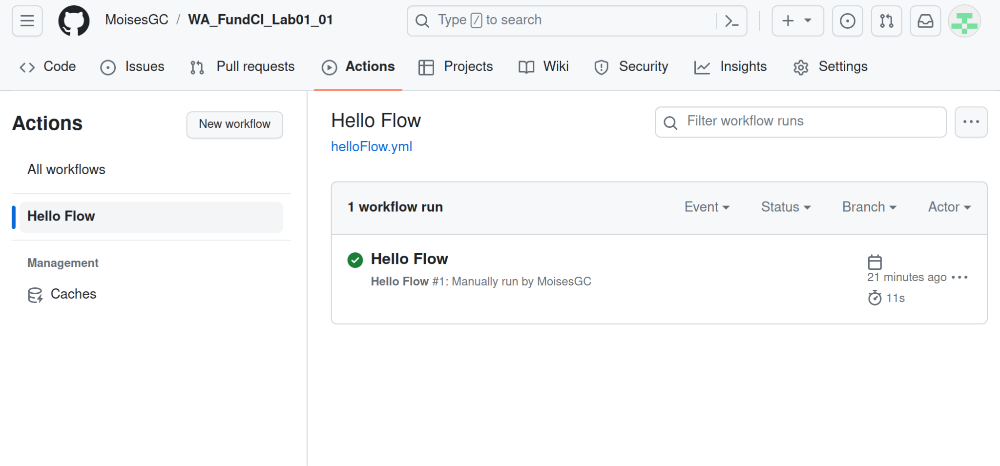 MoisesGC / WA_FundCI_Lab01_01
Type / to search
Code Issues Pull requests Actions Projects Wiki Security Insights Settings
Actions
New workflow
All workflows
Hello Flow
Management
Caches
Hello Flow
helloFlow.yml
Filter workflow runs
1 workflow run
Event Status Branch Actor
Hello Flow
Hello Flow #1: Manually run by MoisesGC
21 minutes ago
11s